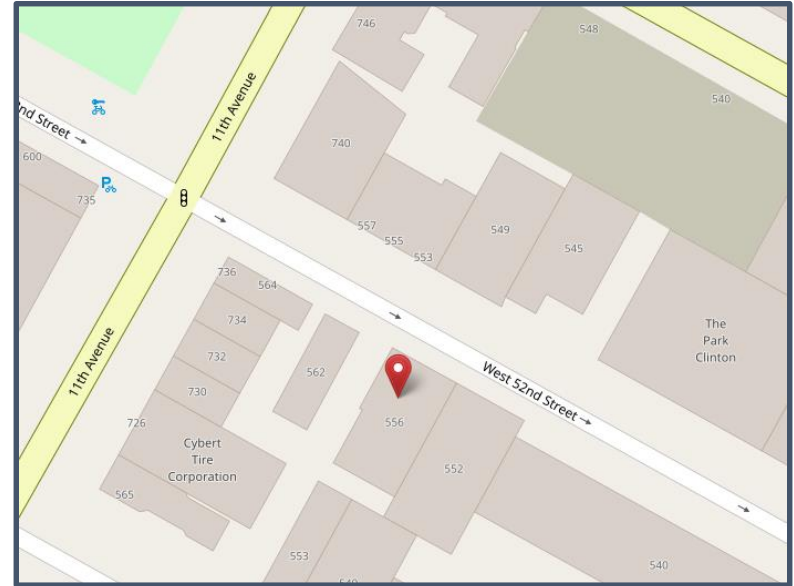 746
548
540
11th Avenue
nd Street →
740
600
735
557
555
553
549
545
736
564
734
732
730
562
The
Park
Clinton
West 52nd Street →
11th Avenue
726
556
Cybert
Tire
Corporation
552
565
553
540